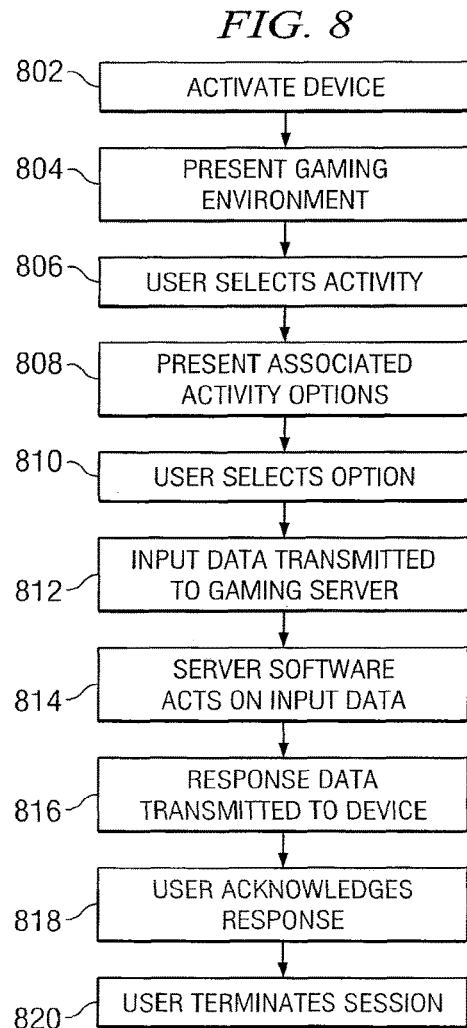 FIG. 8
802
ACTIVATE DEVICE
804
PRESENT GAMING
ENVIRONMENT
806
USER SELECTS ACTIVITY
808
PRESENT ASSOCIATED
ACTIVITY OPTIONS
810
USER SELECTS OPTION
812
INPUT DATA TRANSMITTED
TO GAMING SERVER
814
SERVER SOFTWARE
ACTS ON INPUT DATA
816
RESPONSE DATA
TRANSMITTED TO DEVICE
818
USER ACKNOWLEDGES
RESPONSE
820
USER TERMINATES SESSION